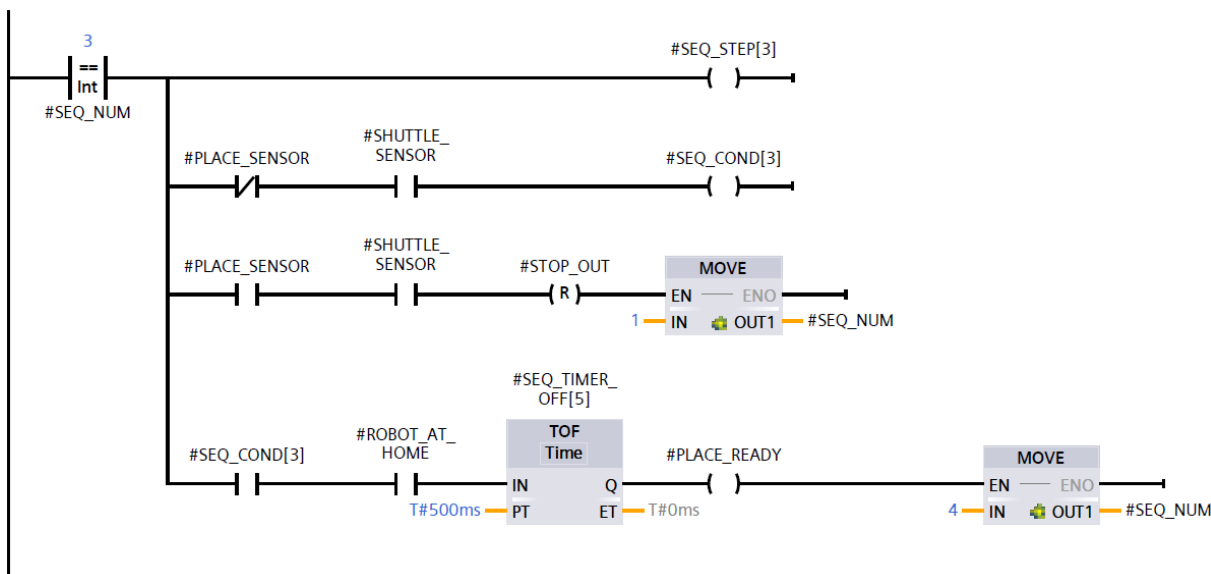 3
==
Int
#SEQ_NUM
#SEQ_STEP[3]
#PLACE_SENSOR
#SHUTTLE_
SENSOR
#SEQ_COND[3]
#PLACE_SENSOR
#SHUTTLE_
SENSOR
#STOP_OUT
R
MOVE
EN ENO
1 IN OUT1 #SEQ_NUM
#SEQ_COND[3]
#ROBOT_AT_
HOME
#SEQ_TIMER_
OFF[5]
TOF
Time
IN Q
T#500ms PT ET T#0ms
#PLACE_READY
MOVE
EN ENO
4 IN OUT1 #SEQ_NUM